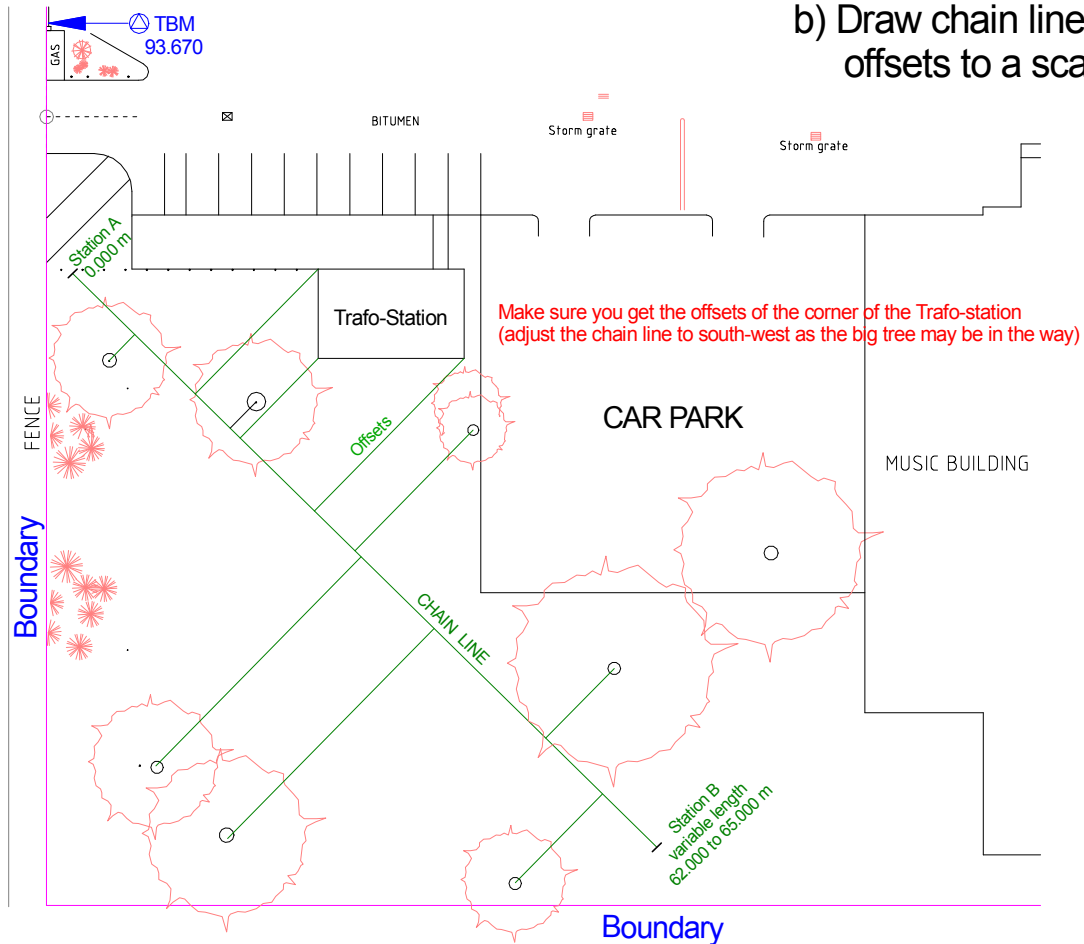 b) Draw chain line
offsets to a sca
TBM
93.670
GAS
BITUMEN
Storm grate
Storm grate
Station A
0.000 m
Trafo-Station
Make sure you get the offsets of the corner of the Trafo-station
(adjust the chain line to south-west as the big tree may be in the way)
FENCE
Offsets
CAR PARK
MUSIC BUILDING
Boundary
CHAIN LINE
Station B
variable length
62.000 to 65.000 m
Boundary